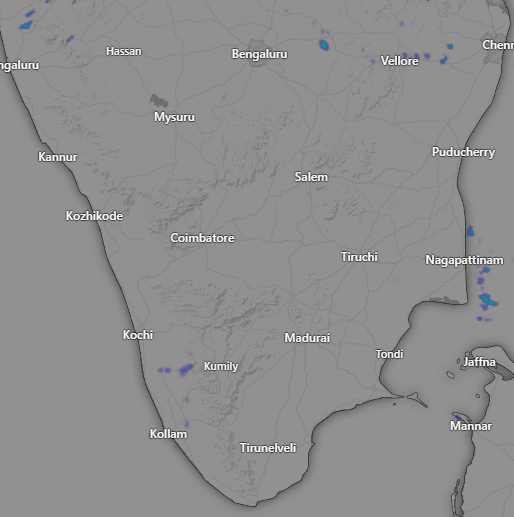 Hassan
Bengaluru
Chenn
ngaluru
Vellore
Mysuru
Kannur
Puducherry
Salem
Kozhikode
Coimbatore
Tiruchi
Nagapattinam
Kochi
Madurai
Tondi
Kumily
Jaffna
Kollam
Mannar
Tirunelveli